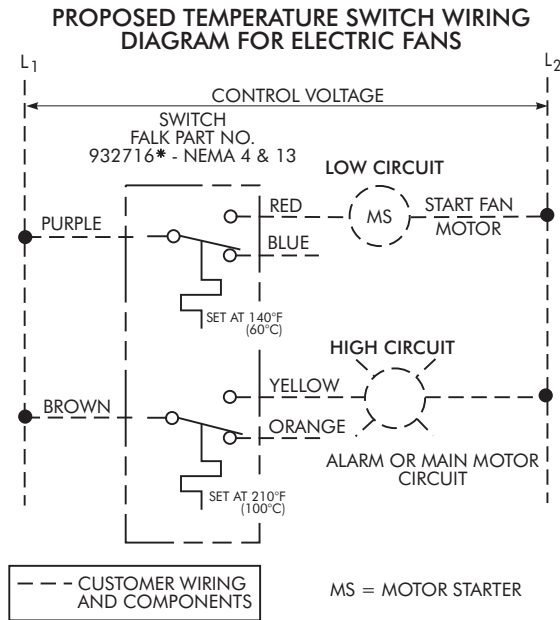 PROPOSED TEMPERATURE SWITCH WIRING
DIAGRAM FOR ELECTRIC FANS
L1
L2
CONTROL VOLTAGE
SWITCH
FALK PART NO.
932716* - NEMA 4 & 13
LOW CIRCUIT
RED
MS
START FAN
MOTOR
PURPLE
BLUE
SET AT 140°F
(60°C)
HIGH CIRCUIT
YELLOW
BROWN
ORANGE
ALARM OR MAIN MOTOR
CIRCUIT
SET AT 210°F
(100°C)
CUSTOMER WIRING
AND COMPONENTS
MS = MOTOR STARTER